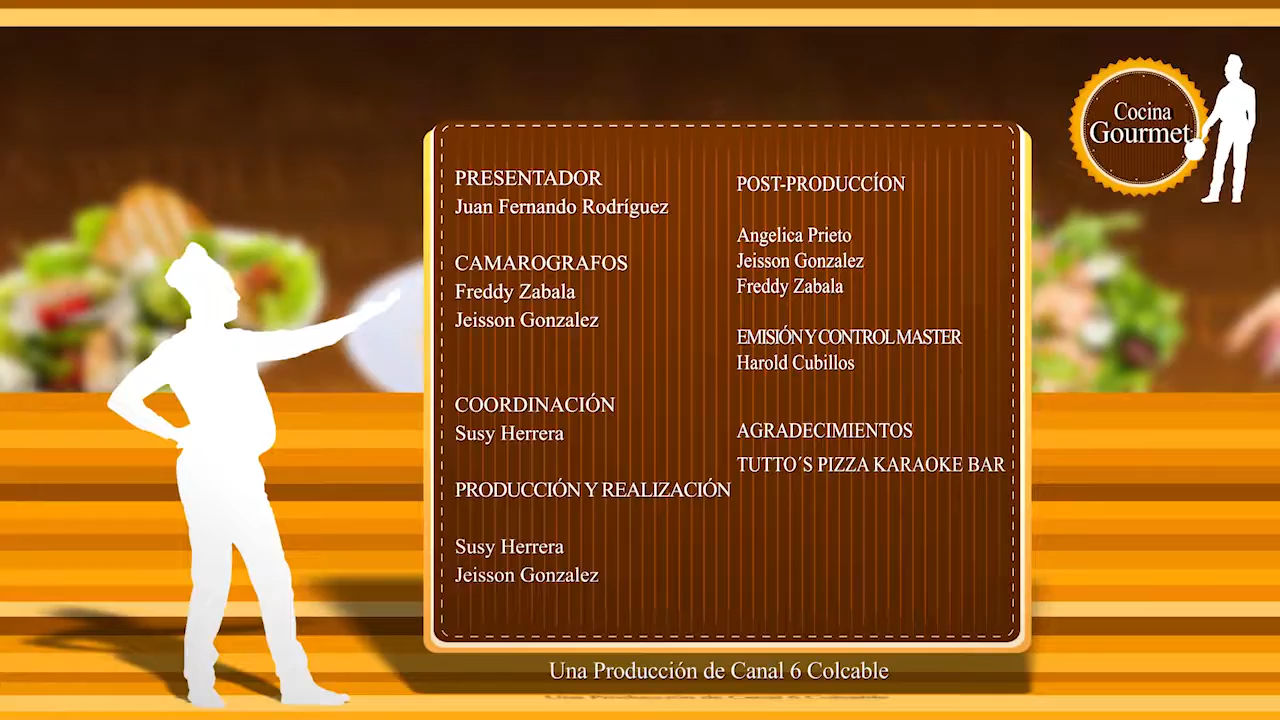 Cocina
Gourmet
PRESENTADOR
Juan Fernando Rodríguez
CAMAROGRAFOS
Freddy Zabala
Jeisson Gonzalez
COORDINACIÓN
Susy Herrera
PRODUCCIÓN Y REALIZACIÓN
Susy Herrera
Jeisson Gonzalez
POST-PRODUCCÍON
Angelica Prieto
Jeisson Gonzalez
Freddy Zabala
EMISIÓN Y CONTROL MASTER
Harold Cubillos
AGRADECIMIENTOS
TUTTO´S PIZZA KARAOKE BAR
Una Producción de Canal 6 Colcable